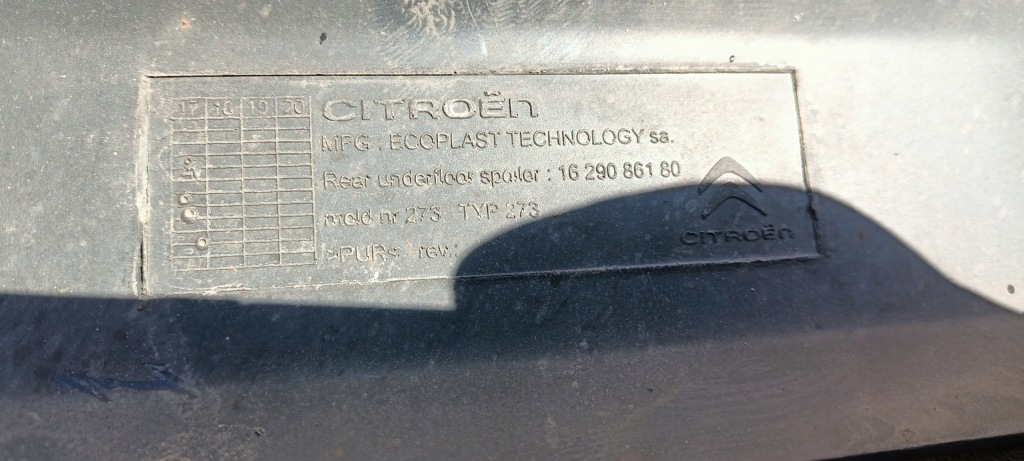 17 18 19 20
CITROËn
MFG : ECOPLAST TECHNOLOGY sa.
Rear underfloor spoiler : 16 290 861 80
mold nr 273 TYP 273
>PUR< rev.
CITROËn